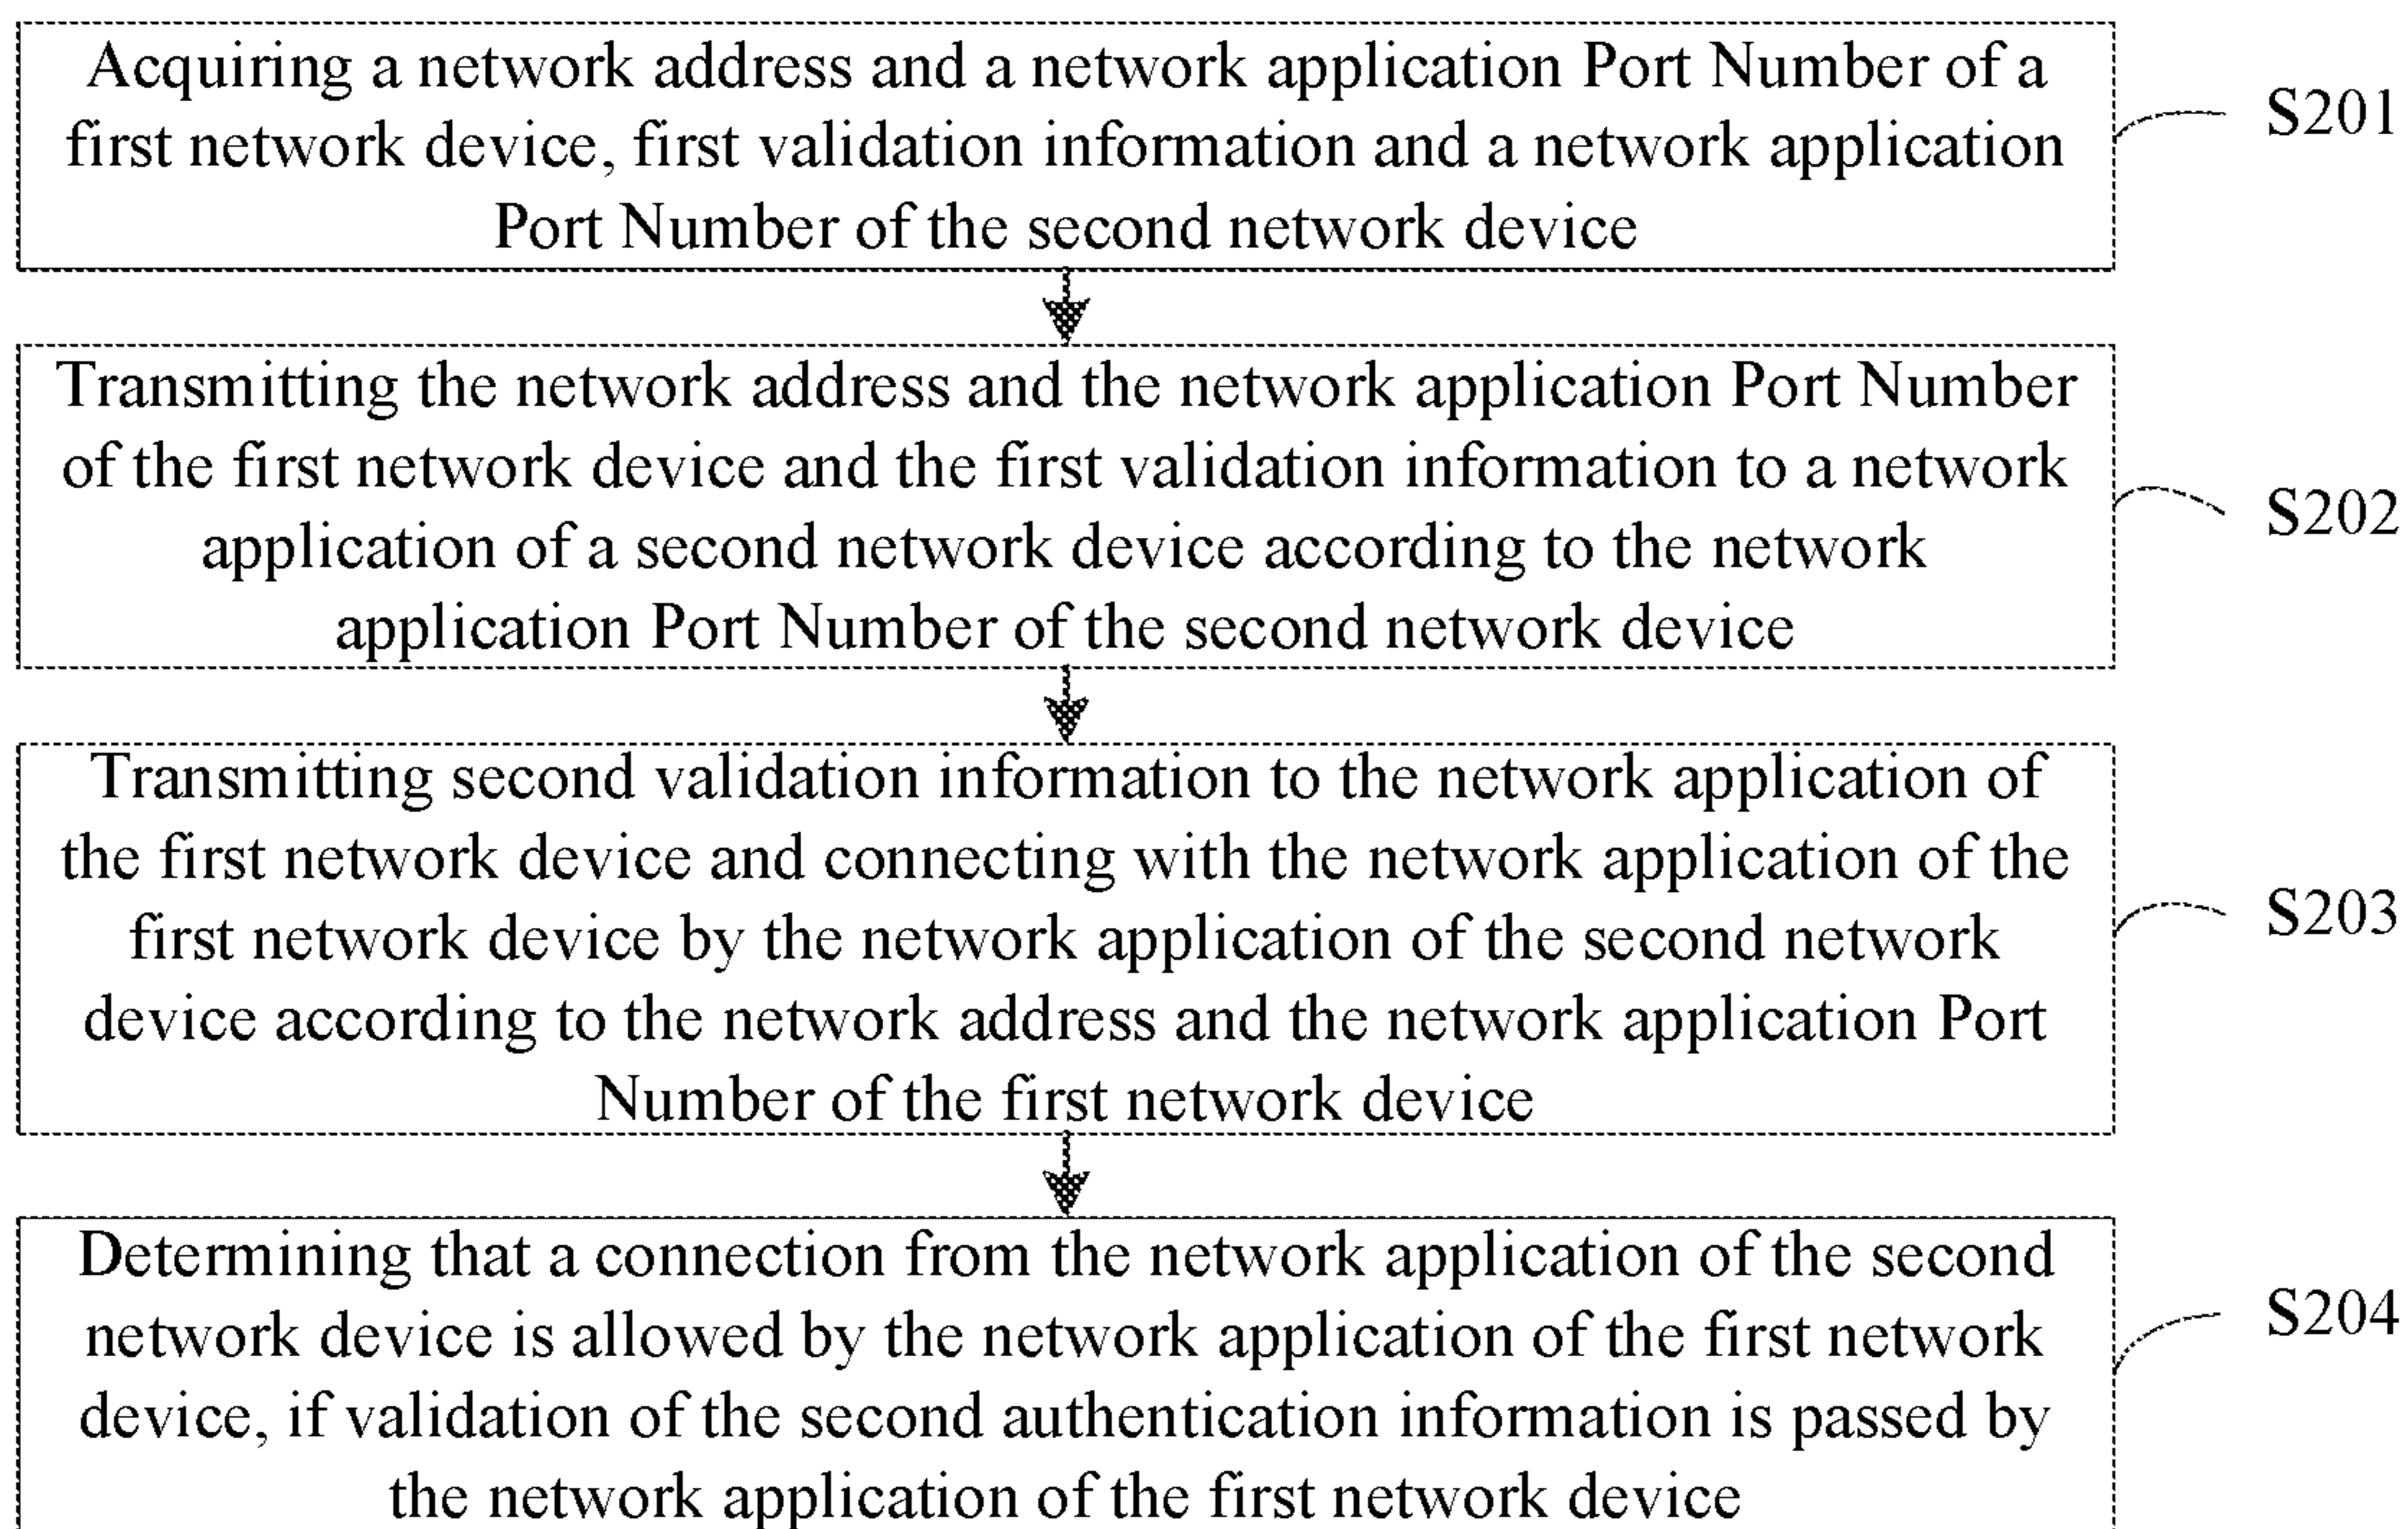 Acquiring a network address and a network application Port Number of a
first network device, first validation information and a network application
Port Number of the second network device
S201
Transmitting the network address and the network application Port Number
of the first network device and the first validation information to a network
application of a second network device according to the network
application Port Number of the second network device
S202
Transmitting second validation information to the network application of
the first network device and connecting with the network application of the
first network device by the network application of the second network
device according to the network address and the network application Port
Number of the first network device
S203
Determining that a connection from the network application of the second
network device is allowed by the network application of the first network
device, if validation of the second authentication information is passed by
the network application of the first network device
S204